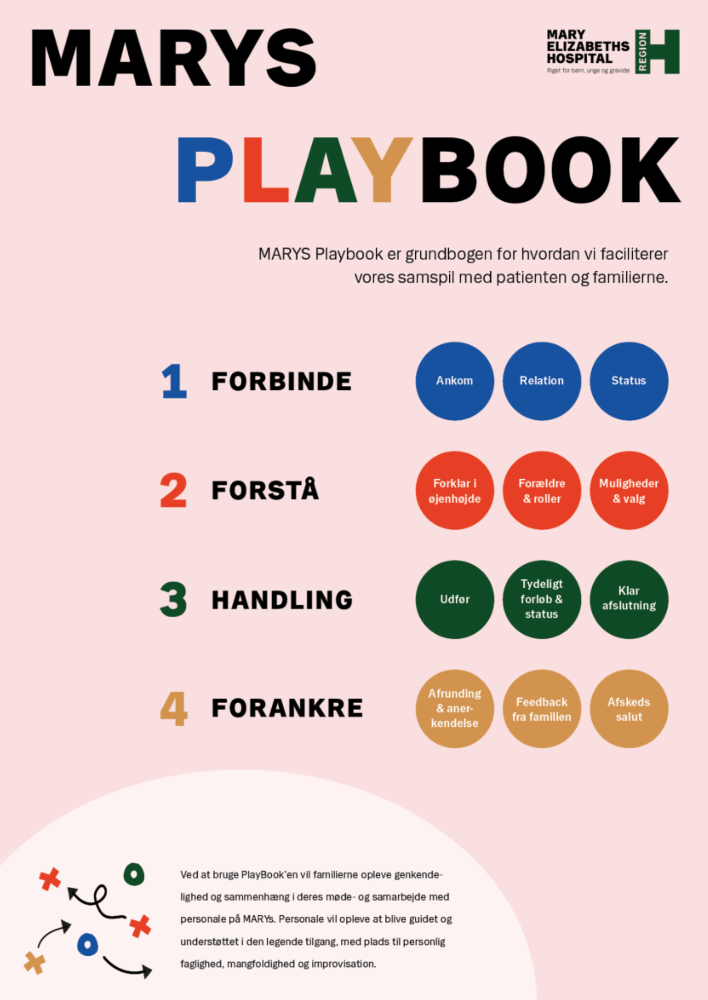 MARYS
MARY
ELIZABETHS
HOSPITAL
Riget for børn, unge og gravide
REGION
H
PLAYBOOK
MARYS Playbook er grundbogen for hvordan vi faciliterer
vores samspil med patienten og familierne.
1 FORBINDE
Ankom
Relation
Status
2 FORSTÅ
Forklar i
øjenhøjde
Forældre
& roller
Muligheder
& valg
3 HANDLING
Udfør
Tydeligt
forløb &
status
Klar
afslutning
4 FORANKRE
Afrunding
& aner-
kendelse
Feedback
fra familien
Afskeds
salut
Ved at bruge PlayBook’en vil familierne opleve genkende-
lighed og sammenhæng i deres møde- og samarbejde med
personale på MARYs. Personale vil opleve at blive guidet og
understøttet i den legende tilgang, med plads til personlig
faglighed, mangfoldighed og improvisation.